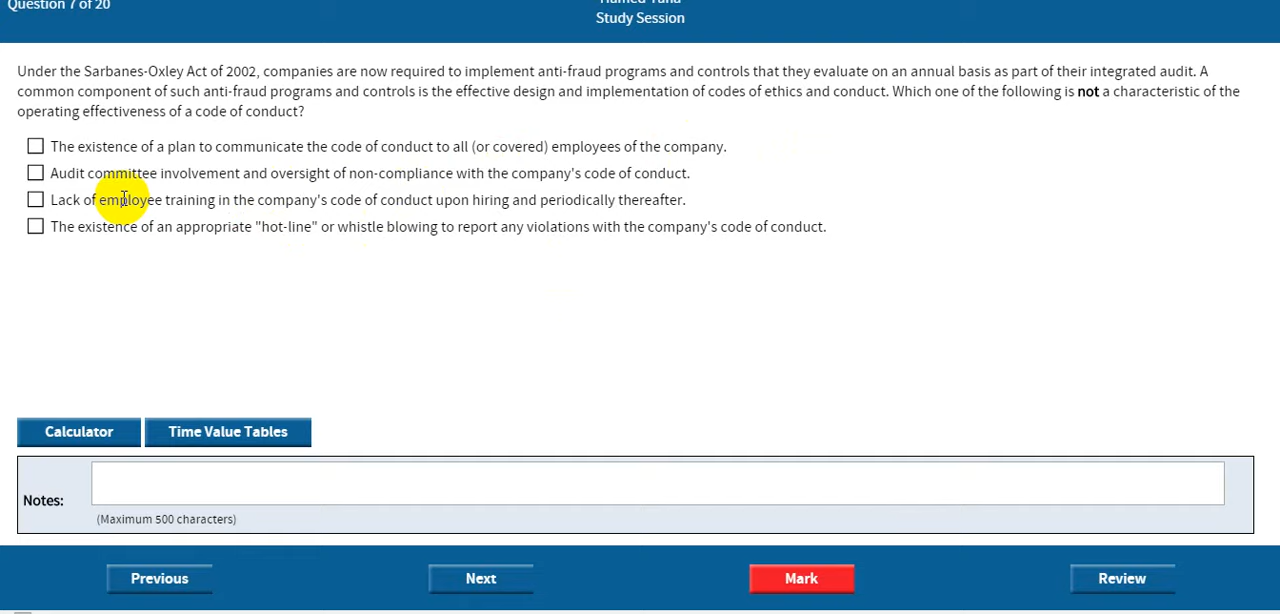 Question 7 of 20
Hamed Taha
Study Session
Under the Sarbanes-Oxley Act of 2002, companies are now required to implement anti-fraud programs and controls that they evaluate on an annual basis as part of their integrated audit. A
common component of such anti-fraud programs and controls is the effective design and implementation of codes of ethics and conduct. Which one of the following is not a characteristic of the
operating effectiveness of a code of conduct?
The existence of a plan to communicate the code of conduct to all (or covered) employees of the company.
Audit committee involvement and oversight of non-compliance with the company's code of conduct.
Lack of employee training in the company's code of conduct upon hiring and periodically thereafter.
The existence of an appropriate "hot-line" or whistle blowing to report any violations with the company's code of conduct.
Calculator
Time Value Tables
Notes:
(Maximum 500 characters)
Previous
Next
Mark
Review